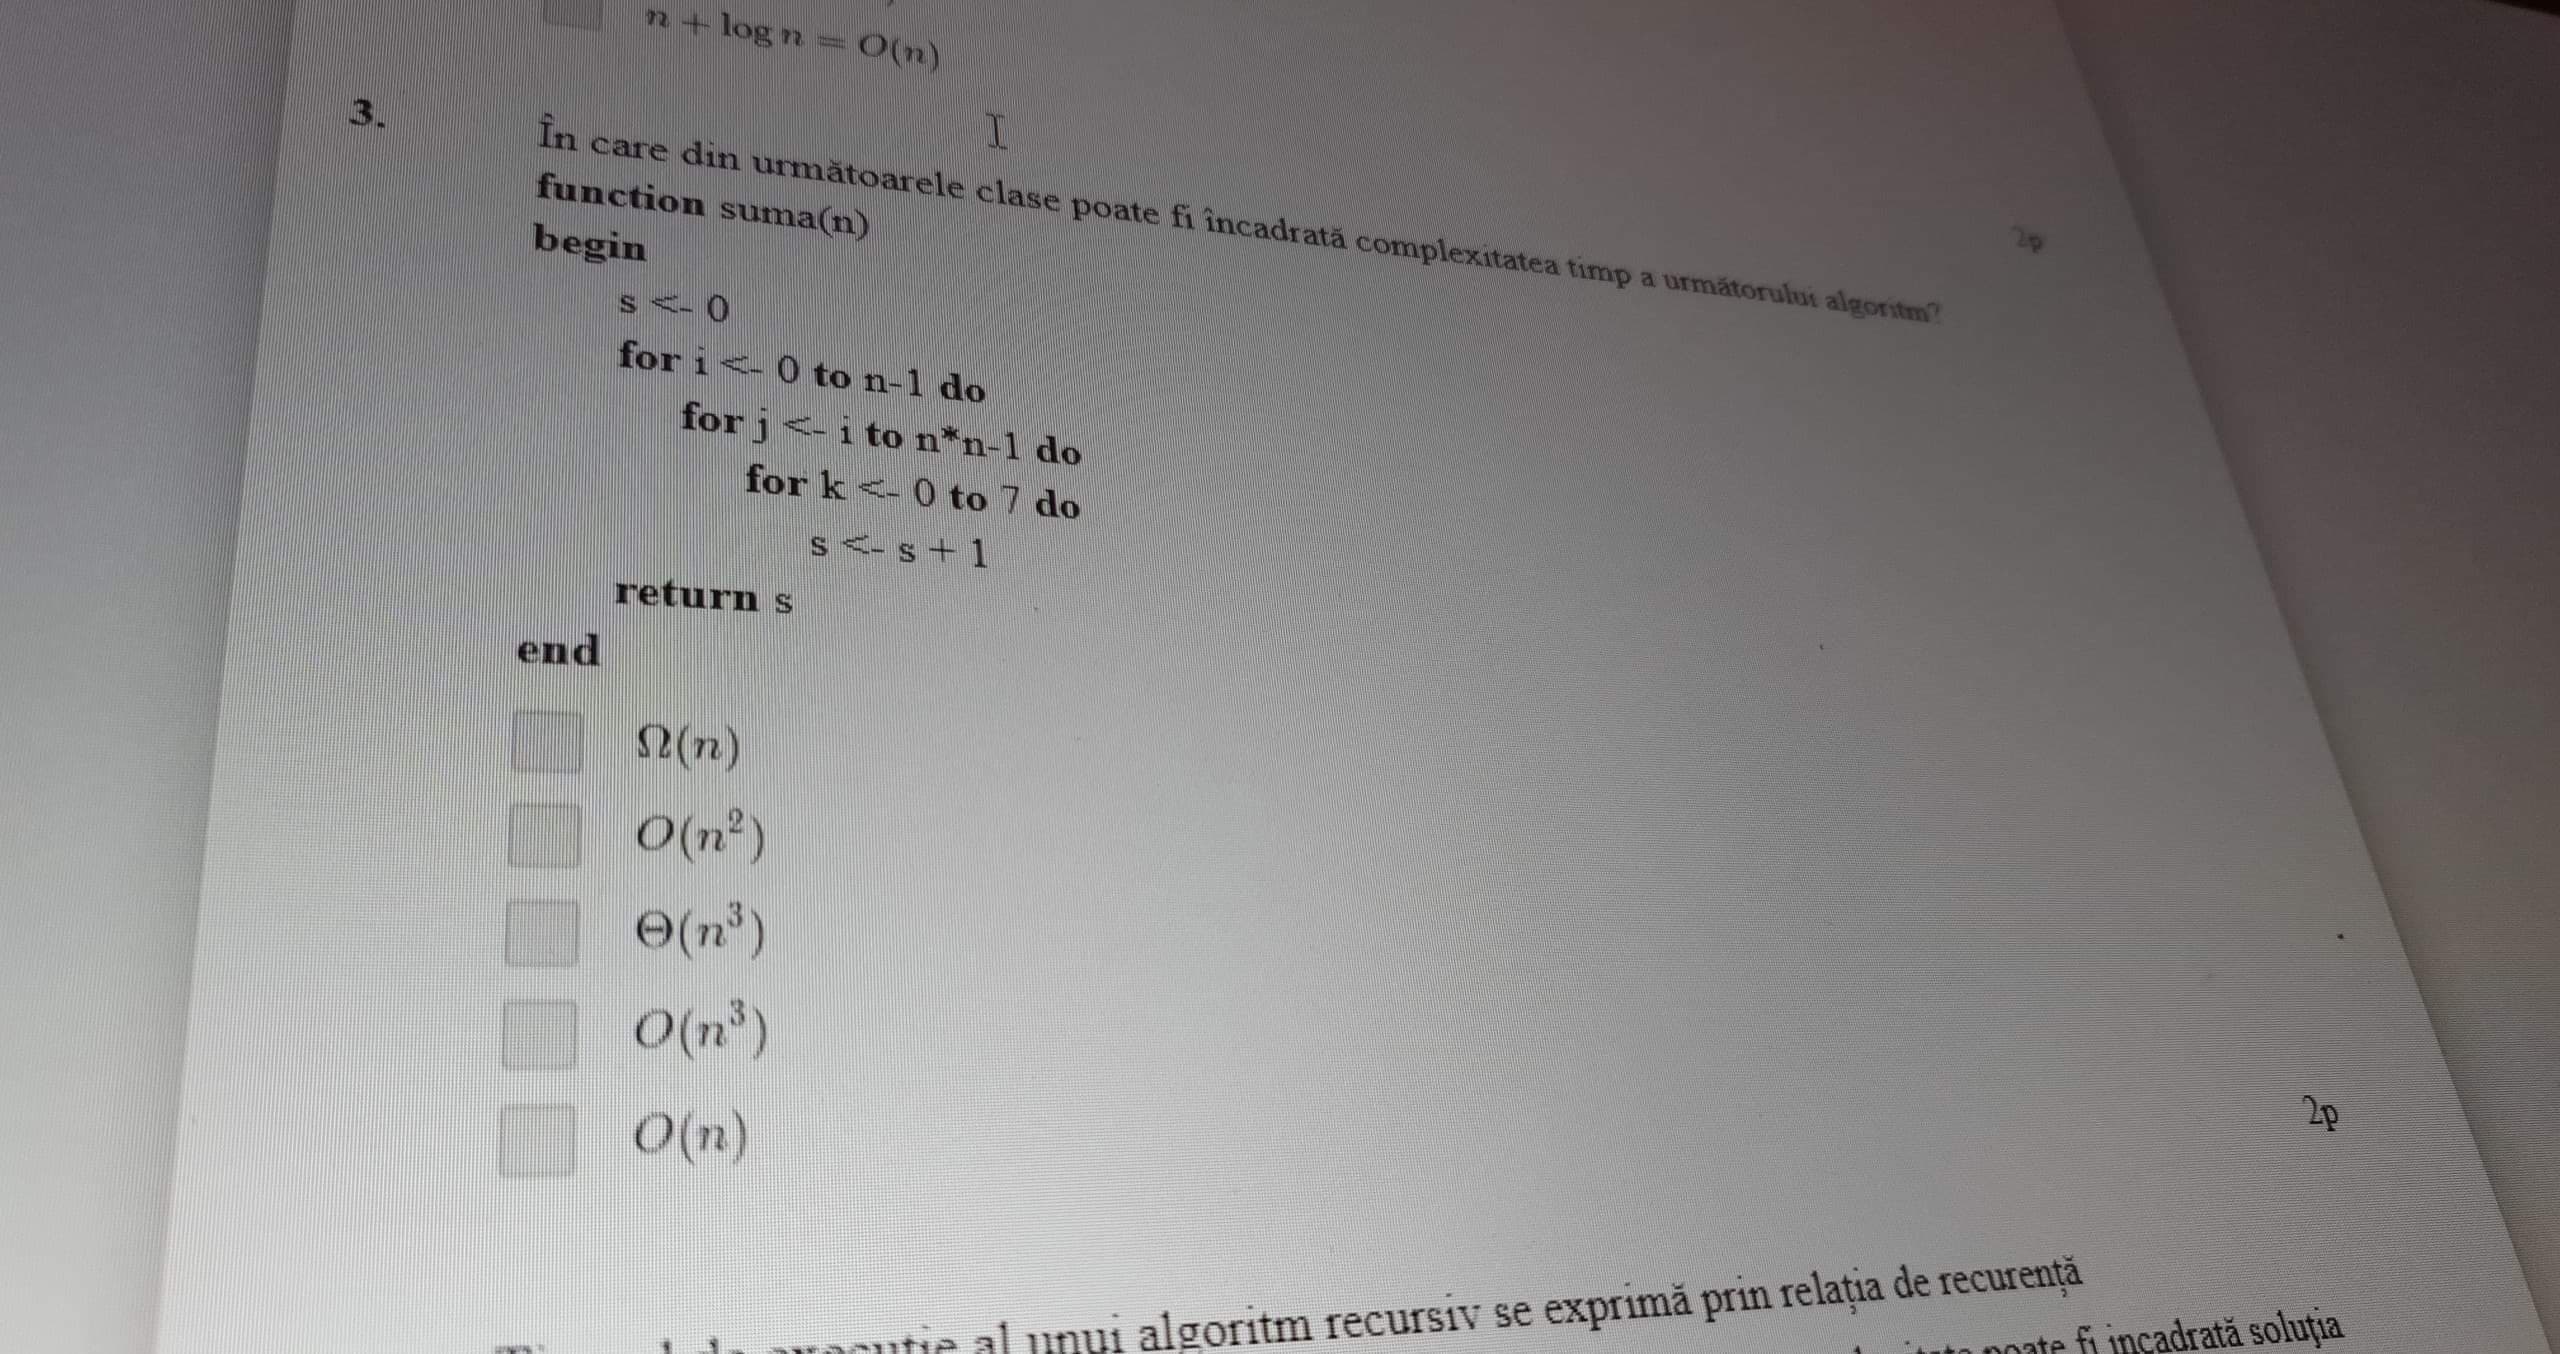 n + log n = O(n)
3.
În care din următoarele clase poate fi încadrată complexitatea timp a următorului algoritm?
2p
function suma(n)
begin
s <- 0
for i <- 0 to n-1 do
for j <- i to n*n-1 do
for k <- 0 to 7 do
s <- s + 1
return s
end
Ω(n)
O(n²)
Θ(n³)
O(n³)
O(n)
2p
al unui algoritm recursiv se exprimă prin relația de recurență
poate fi incadrată soluția